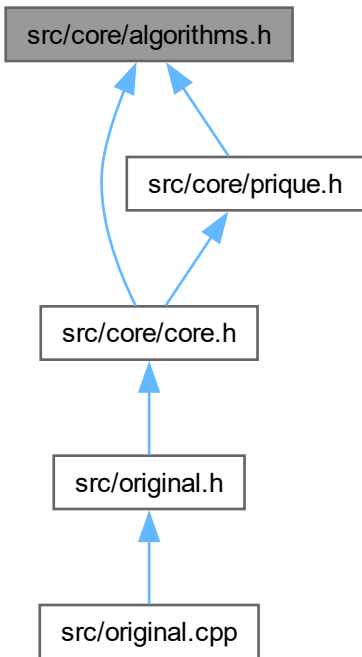 src/core/algorithms.h
src/core/prique.h
src/core/core.h
src/original.h
src/original.cpp